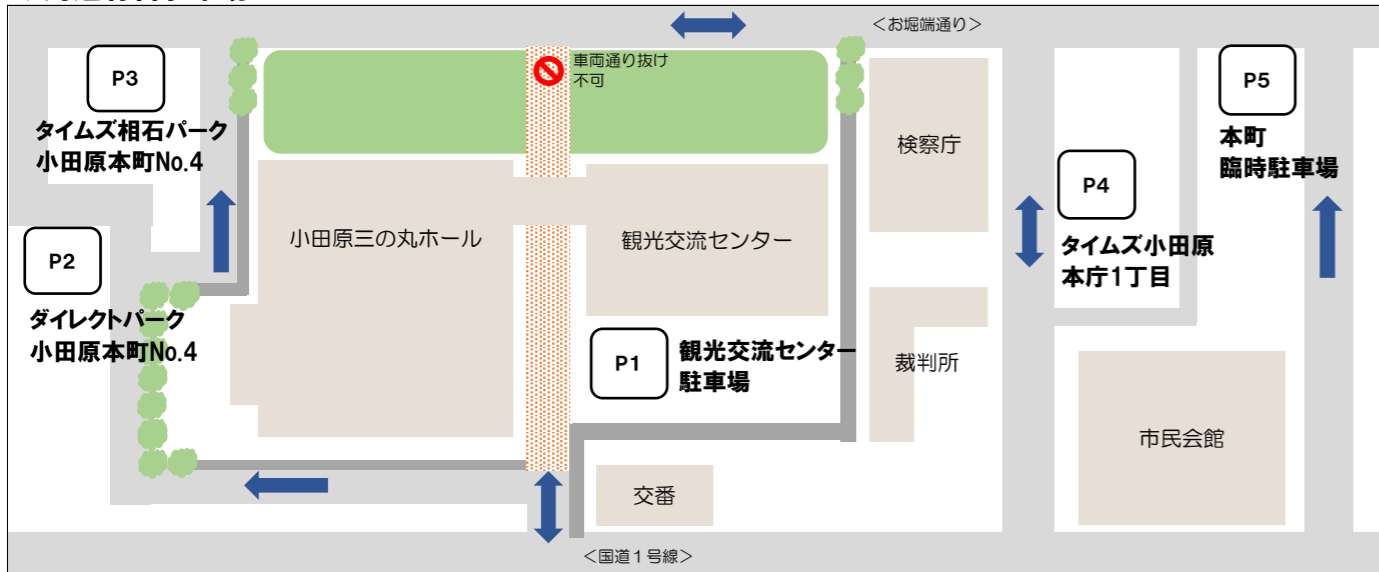 <お堀端通り>
車両通り抜け
不可
P3
タイムズ相石パーク
小田原本町No.4
P5
本町
臨時駐車場
検察庁
P4
タイムズ小田原
本庁1丁目
小田原三の丸ホール
観光交流センター
P2
ダイレクトパーク
小田原本町No.4
P1
観光交流センター
駐車場
裁判所
市民会館
交番
<国道1号線>